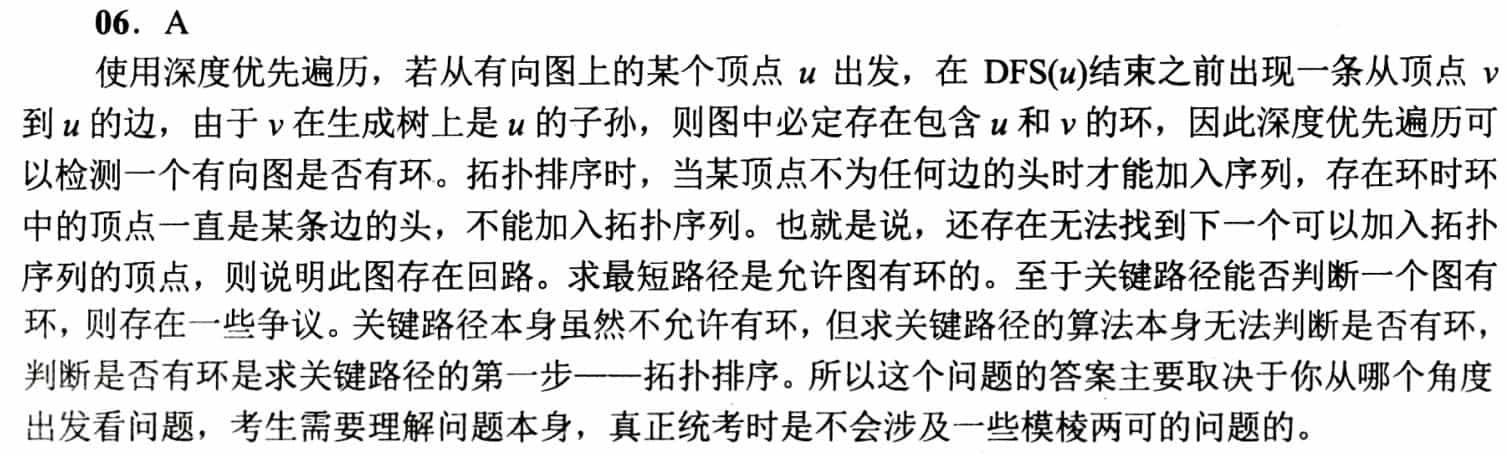 06. A
使用深度优先遍历，若从有向图上的某个顶点 u 出发，在 DFS(u)结束之前出现一条从顶点 v
到 u 的边，由于 v 在生成树上是 u 的子孙，则图中必定存在包含 u 和 v 的环，因此深度优先遍历可
以检测一个有向图是否有环。拓扑排序时，当某顶点不为任何边的头时才能加入序列，存在环时环
中的顶点一直是某条边的头，不能加入拓扑序列。也就是说，还存在无法找到下一个可以加入拓扑
序列的顶点，则说明此图存在回路。求最短路径是允许图有环的。至于关键路径能否判断一个图有
环，则存在一些争议。关键路径本身虽然不允许有环，但求关键路径的算法本身无法判断是否有环，
判断是否有环是求关键路径的第一步——拓扑排序。所以这个问题的答案主要取决于你从哪个角度
出发看问题，考生需要理解问题本身，真正统考时是不会涉及一些模棱两可的问题的。